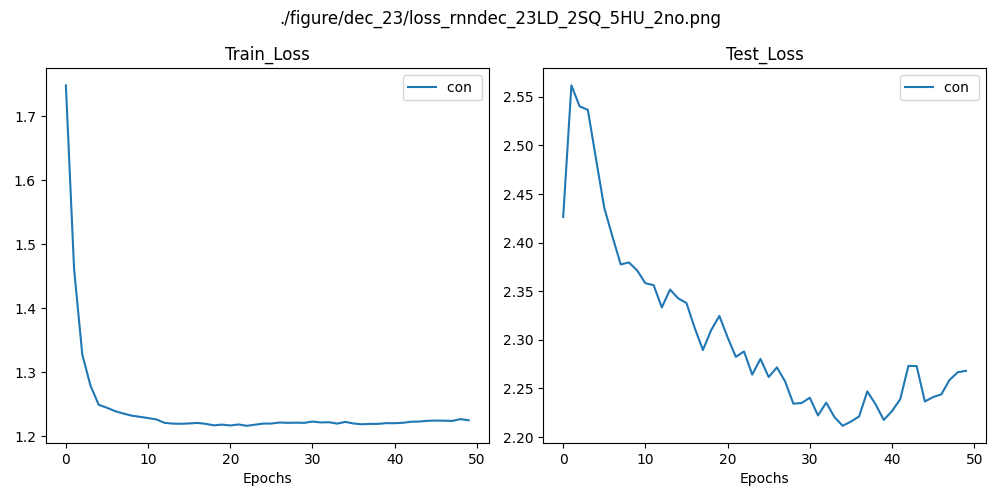 ./figure/dec_23/loss_rnndec_23LD_2SQ_5HU_2no.png
Train_Loss
con
1.7
1.6
1.5
1.4
1.3
1.2
0 10 20 30 40 50
Epochs
Test_Loss
con
2.55
2.50
2.45
2.40
2.35
2.30
2.25
2.20
0 10 20 30 40 50
Epochs